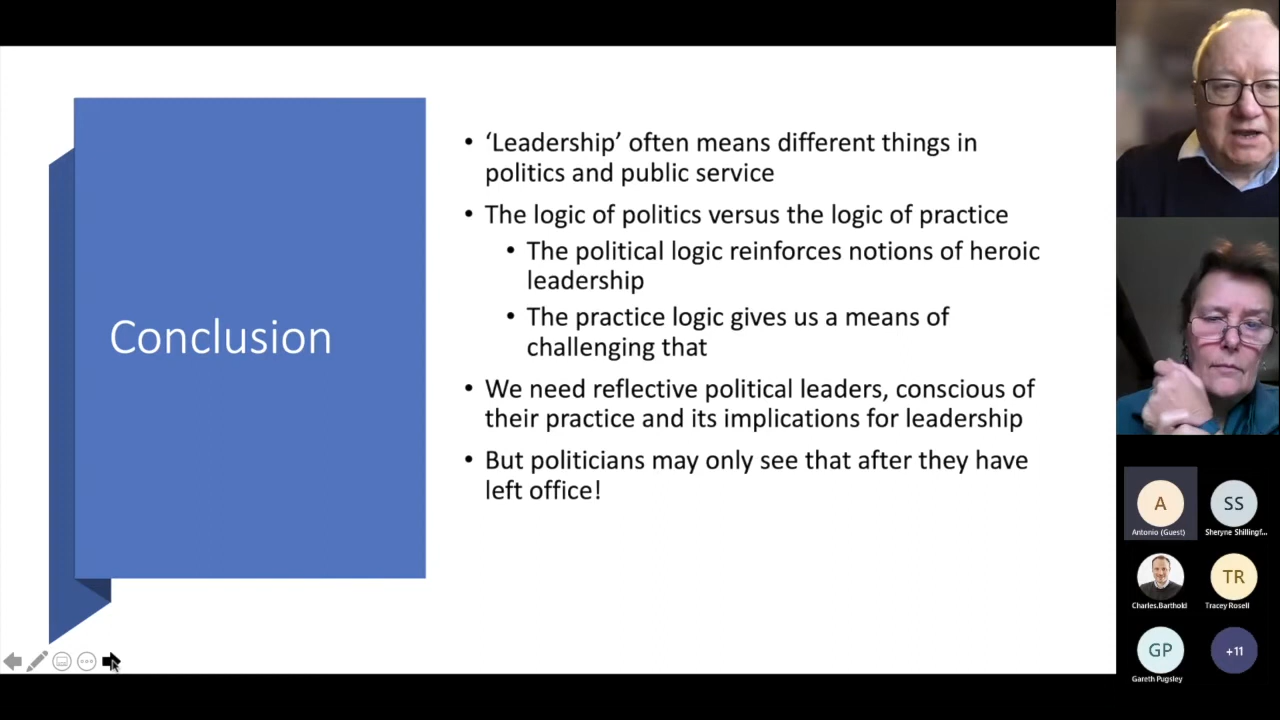 Conclusion
• ‘Leadership’ often means different things in
politics and public service
• The logic of politics versus the logic of practice
• The political logic reinforces notions of heroic
leadership
• The practice logic gives us a means of
challenging that
• We need reflective political leaders, conscious of
their practice and its implications for leadership
• But politicians may only see that after they have
left office!
A
Antonio (Guest)
SS
Sheryne Shillingf...
Charles.Barthold
TR
Tracey Rosell
GP
Gareth Pugsley
+11